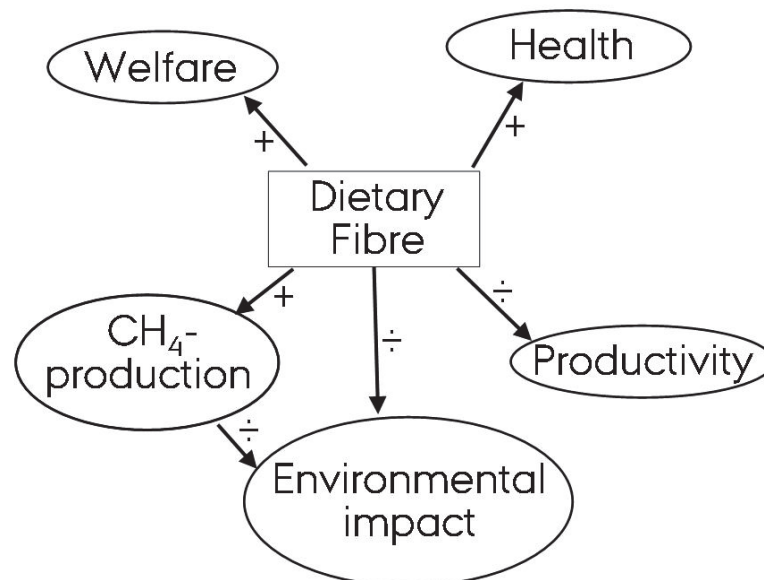 Welfare
Health
+
+
Dietary
Fibre
+
÷
÷
CH₄-
production
Productivity
÷
Environmental
impact